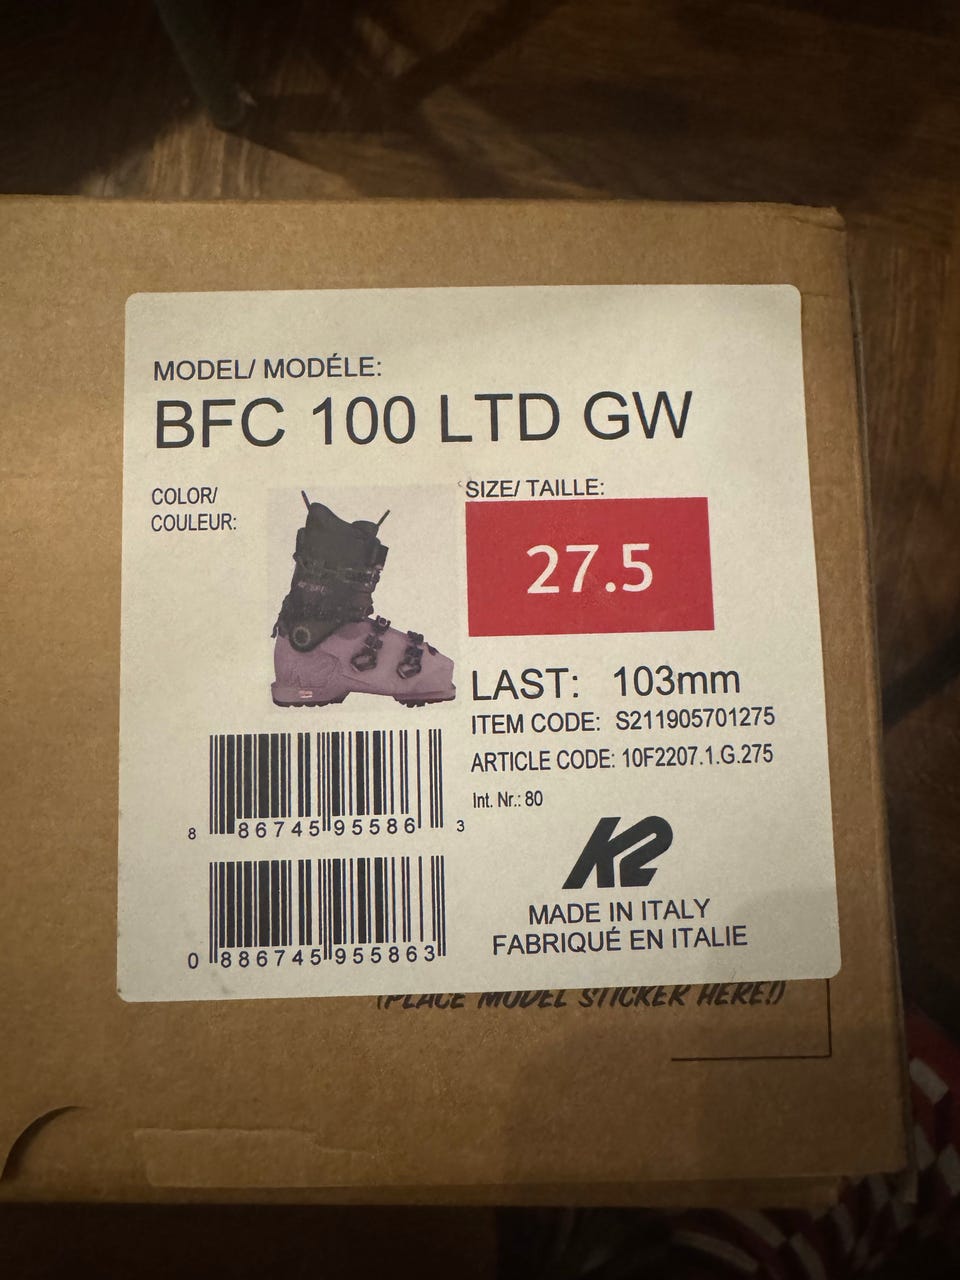 MODEL/ MODÉLE:
BFC 100 LTD GW
COLOR/
COULEUR:
SIZE/ TAILLE:
27.5
LAST: 103mm
ITEM CODE: S211905701275
ARTICLE CODE: 10F2207.1.G.275
Int. Nr.: 80
8 86745 95586 3
0 886745 955863
K2
MADE IN ITALY
FABRIQUÉ EN ITALIE
(PLACE MODEL STICKER HERE!)